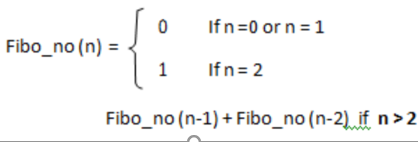 0 If n =0 or n = 1
Fibo_no (n) =
1 If n = 2
Fibo_no (n-1) + Fibo_no (n-2) if n > 2